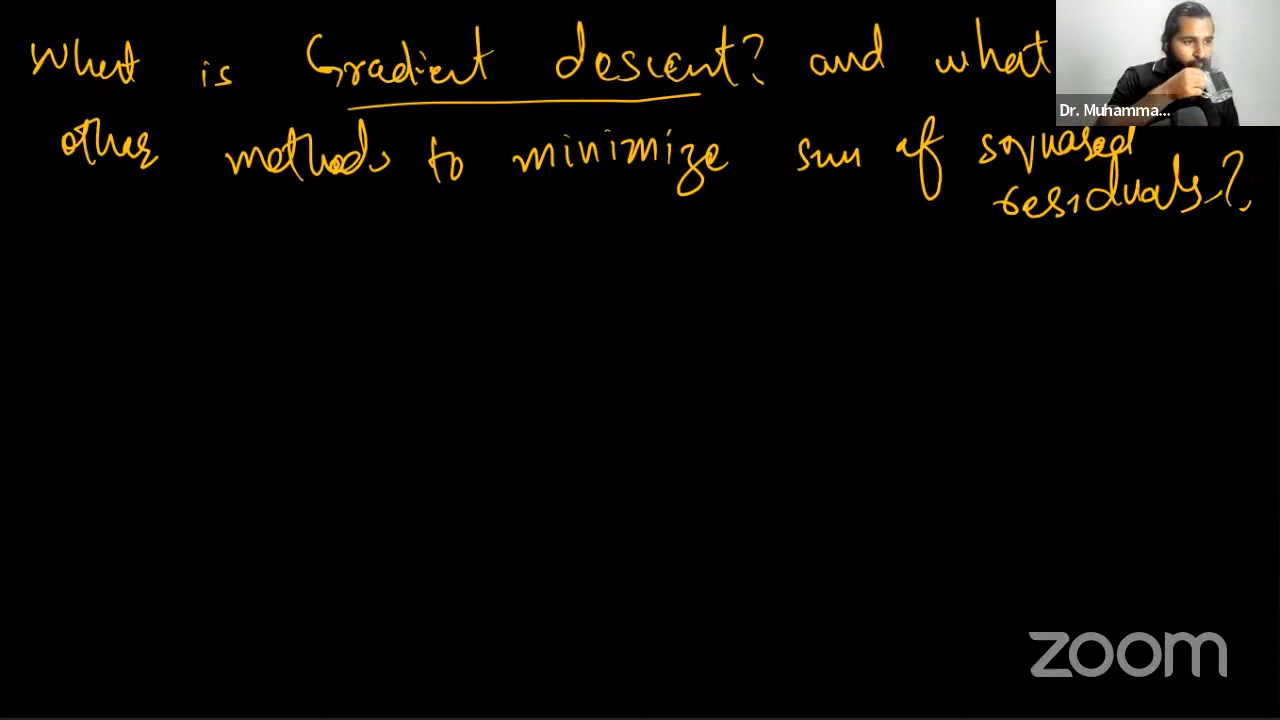 What is Gradient descent? and what
Dr. Muhamma...
other methods to minimize sum of squared
residuals?
zoom